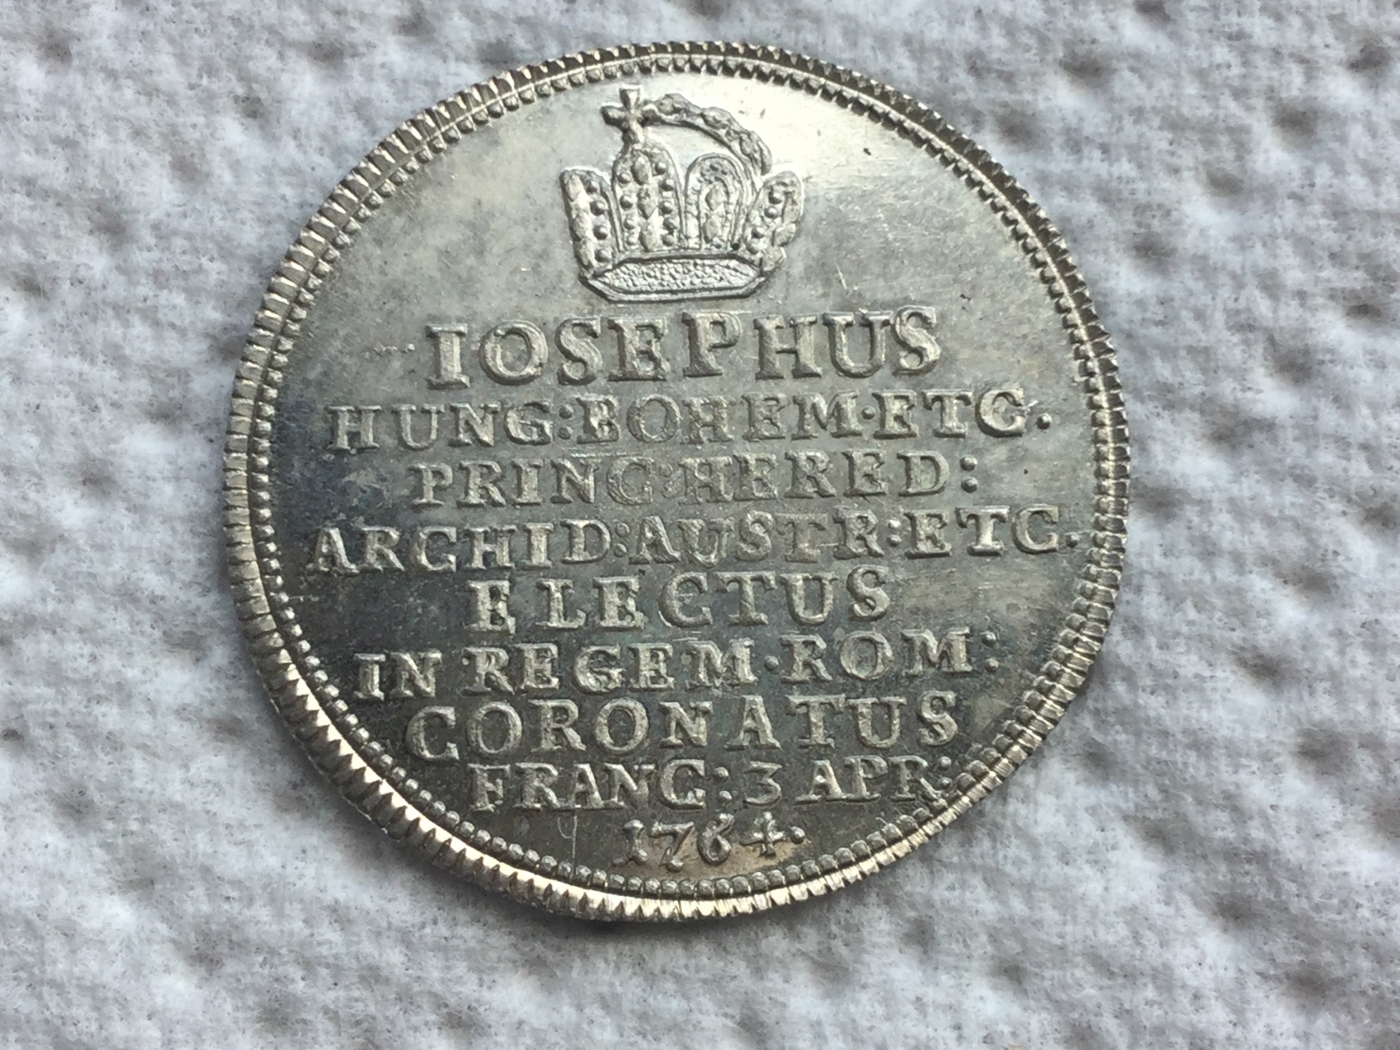 IOSEPHUS
HUNG:BOHEM·ETC.
PRINC:HERED:
ARCHID:AUSTR:ETC.
ELECTUS
IN REGEM·ROM:
CORONATUS
FRANC:3 APR:
1764·